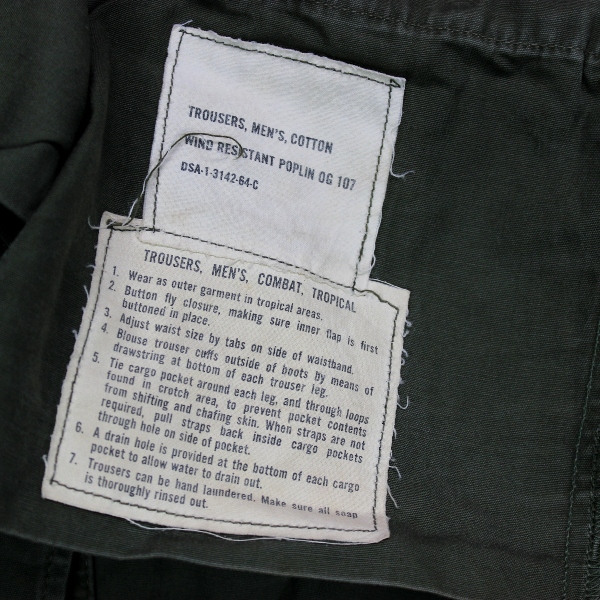 TROUSERS, MEN'S, COTTON
WIND RESISTANT POPLIN OG 107
DSA-1-3142-64-C
TROUSERS, MEN'S, COMBAT, TROPICAL
1. Wear as outer garment in tropical areas.
2. Button fly closure, making sure inner flap is first
buttoned in place.
3. Adjust waist size by tabs on side of waistband.
4. Blouse trouser cuffs outside of boots by means of
drawstring at bottom of each trouser leg.
5. Tie cargo pocket around each leg, and through loops
found in crotch area, to prevent pocket contents
from shifting and chafing skin. When straps are not
required, pull straps back inside cargo pockets
through hole on side of pocket.
6. A drain hole is provided at the bottom of each cargo
pocket to allow water to drain out.
7. Trousers can be hand laundered. Make sure all soap
is thoroughly rinsed out.